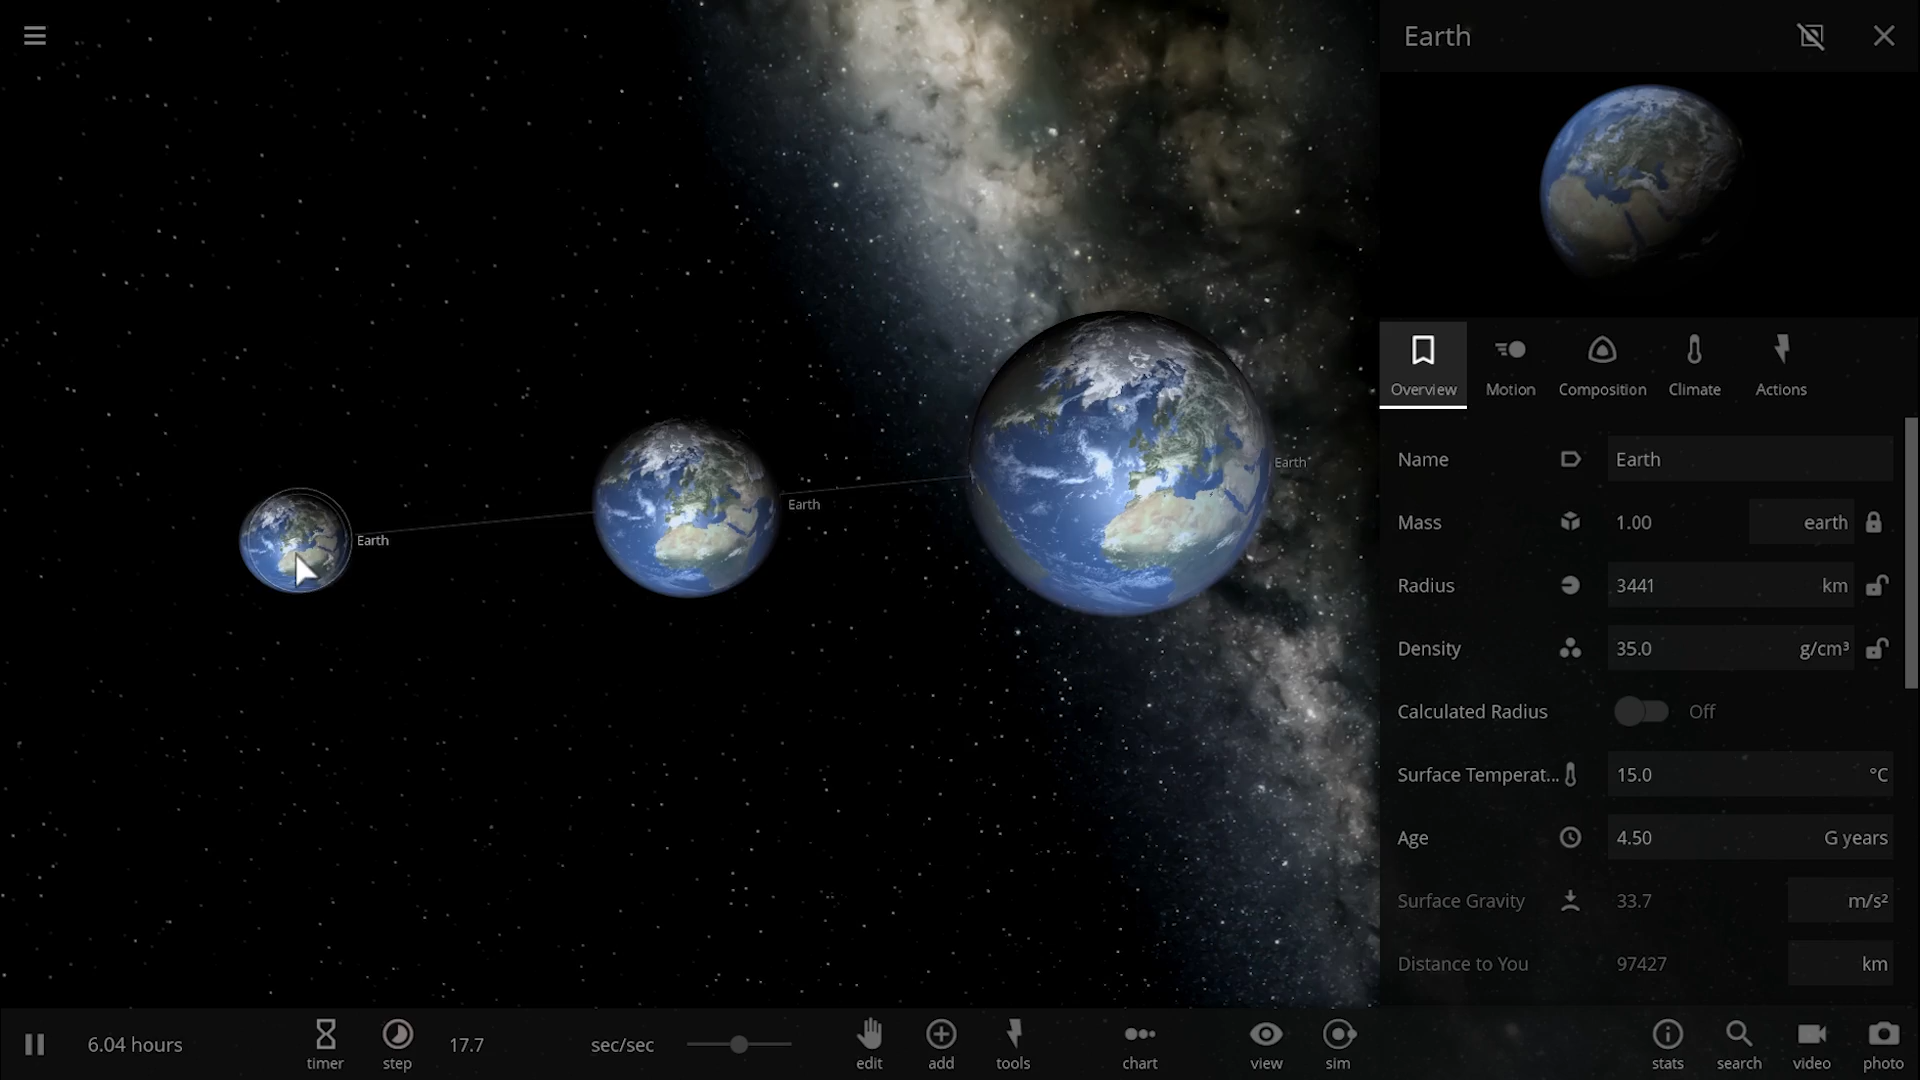 Earth
Earth
Earth
Earth
Overview
Motion
Composition
Climate
Actions
Name Earth
Mass 1.00 earth
Radius 3441 km
Density 35.0 g/cm³
Calculated Radius Off
Surface Temperat... 15.0 °C
Age 4.50 G years
Surface Gravity 33.7 m/s²
Distance to You 97427 km
6.04 hours
timer
step
17.7 sec/sec
edit
add
tools
chart
view
sim
stats
search
video
photo